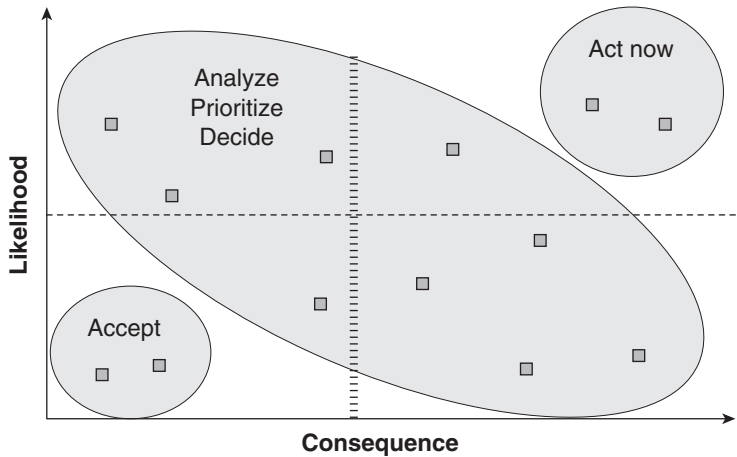 Act now
Analyze
Prioritize
Decide
Likelihood
Accept
Consequence